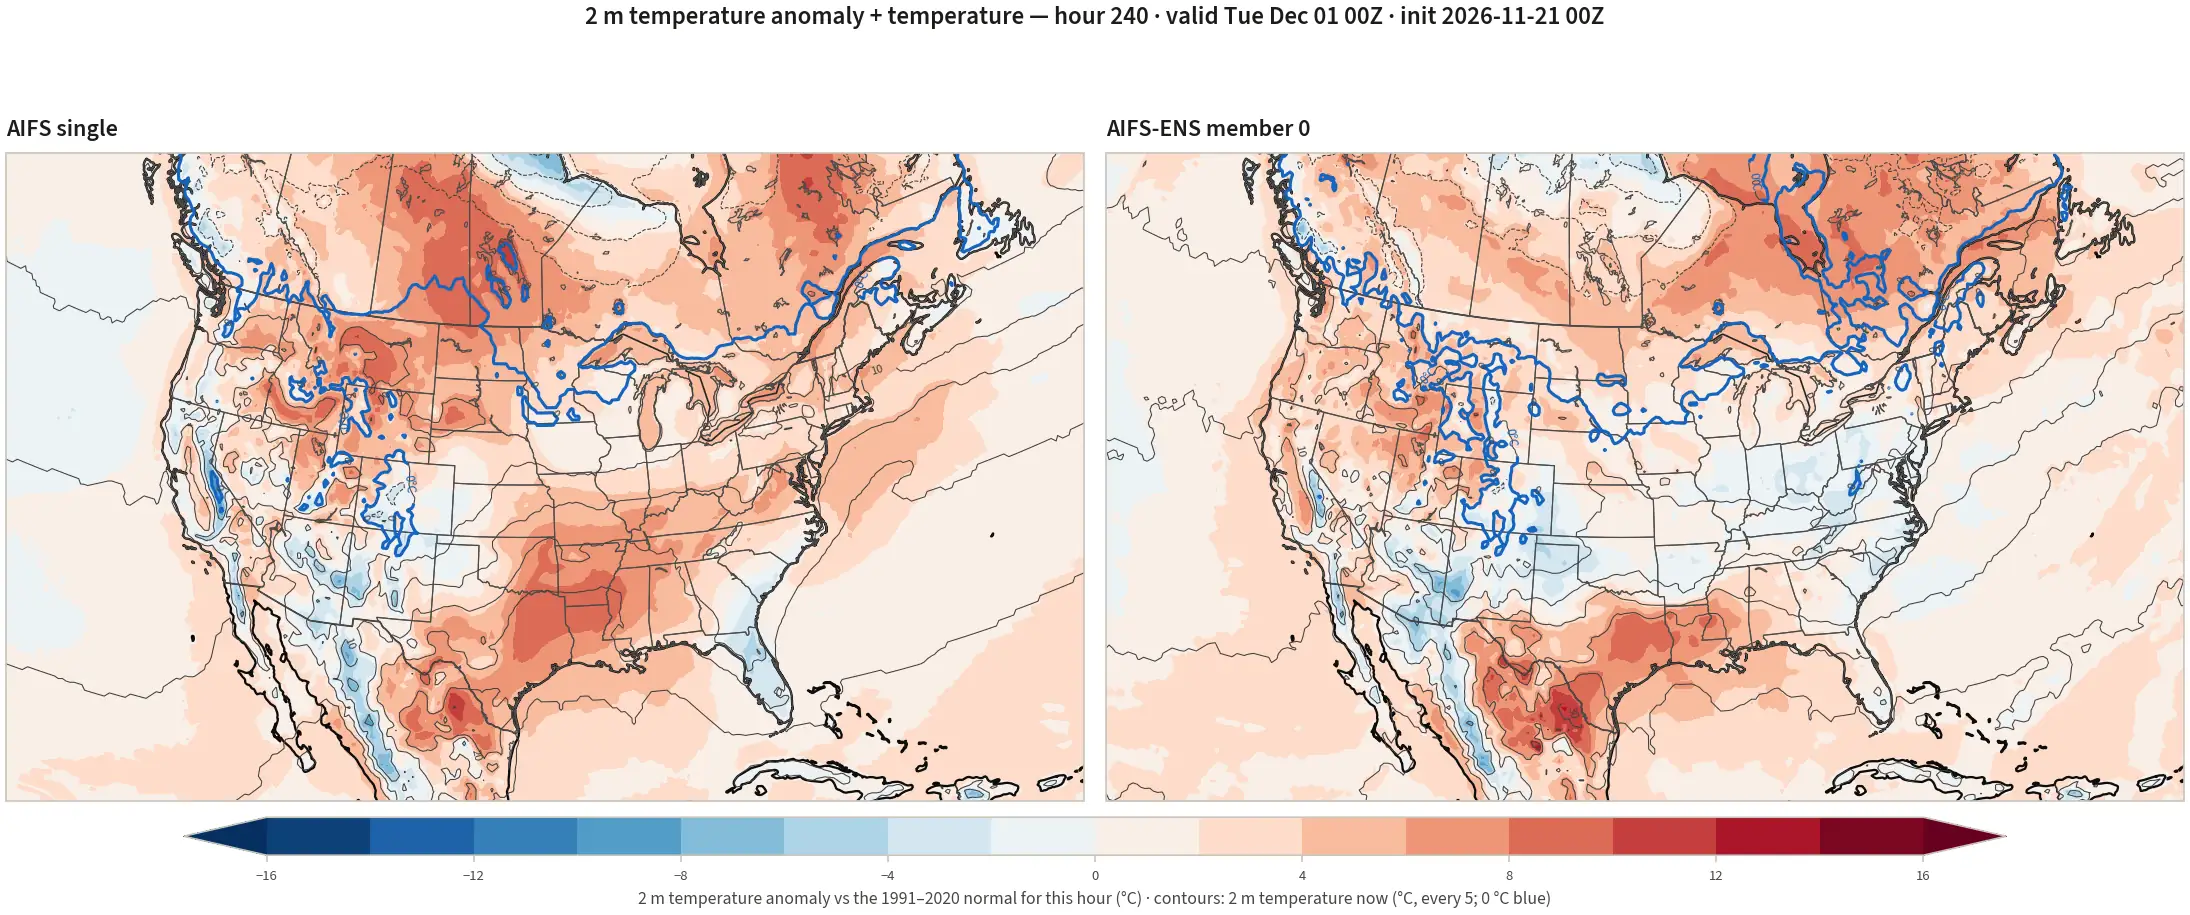 2 m temperature anomaly + temperature — hour 240 · valid Tue Dec 01 00Z · init 2026-11-21 00Z
AIFS single
AIFS-ENS member 0
10
10
−16
−12
−8
−4
0
4
8
12
16
2 m temperature anomaly vs the 1991–2020 normal for this hour (°C) · contours: 2 m temperature now (°C, every 5; 0 °C blue)